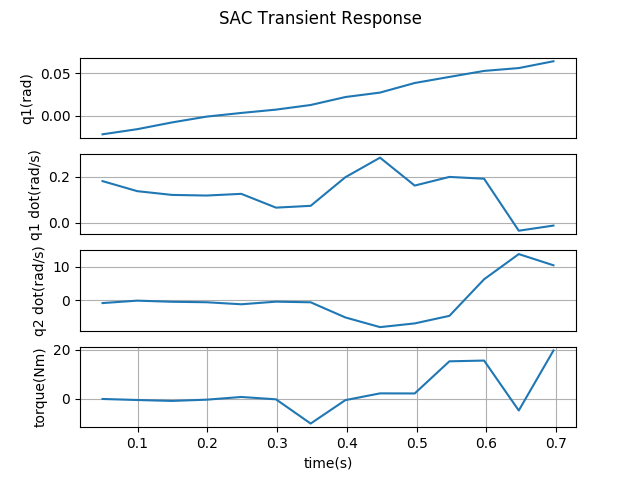 SAC Transient Response
q1(rad)
0.05
0.00
q1 dot(rad/s)
0.2
0.0
q2 dot(rad/s)
10
0
torque(Nm)
20
0
0.1 0.2 0.3 0.4 0.5 0.6 0.7
time(s)